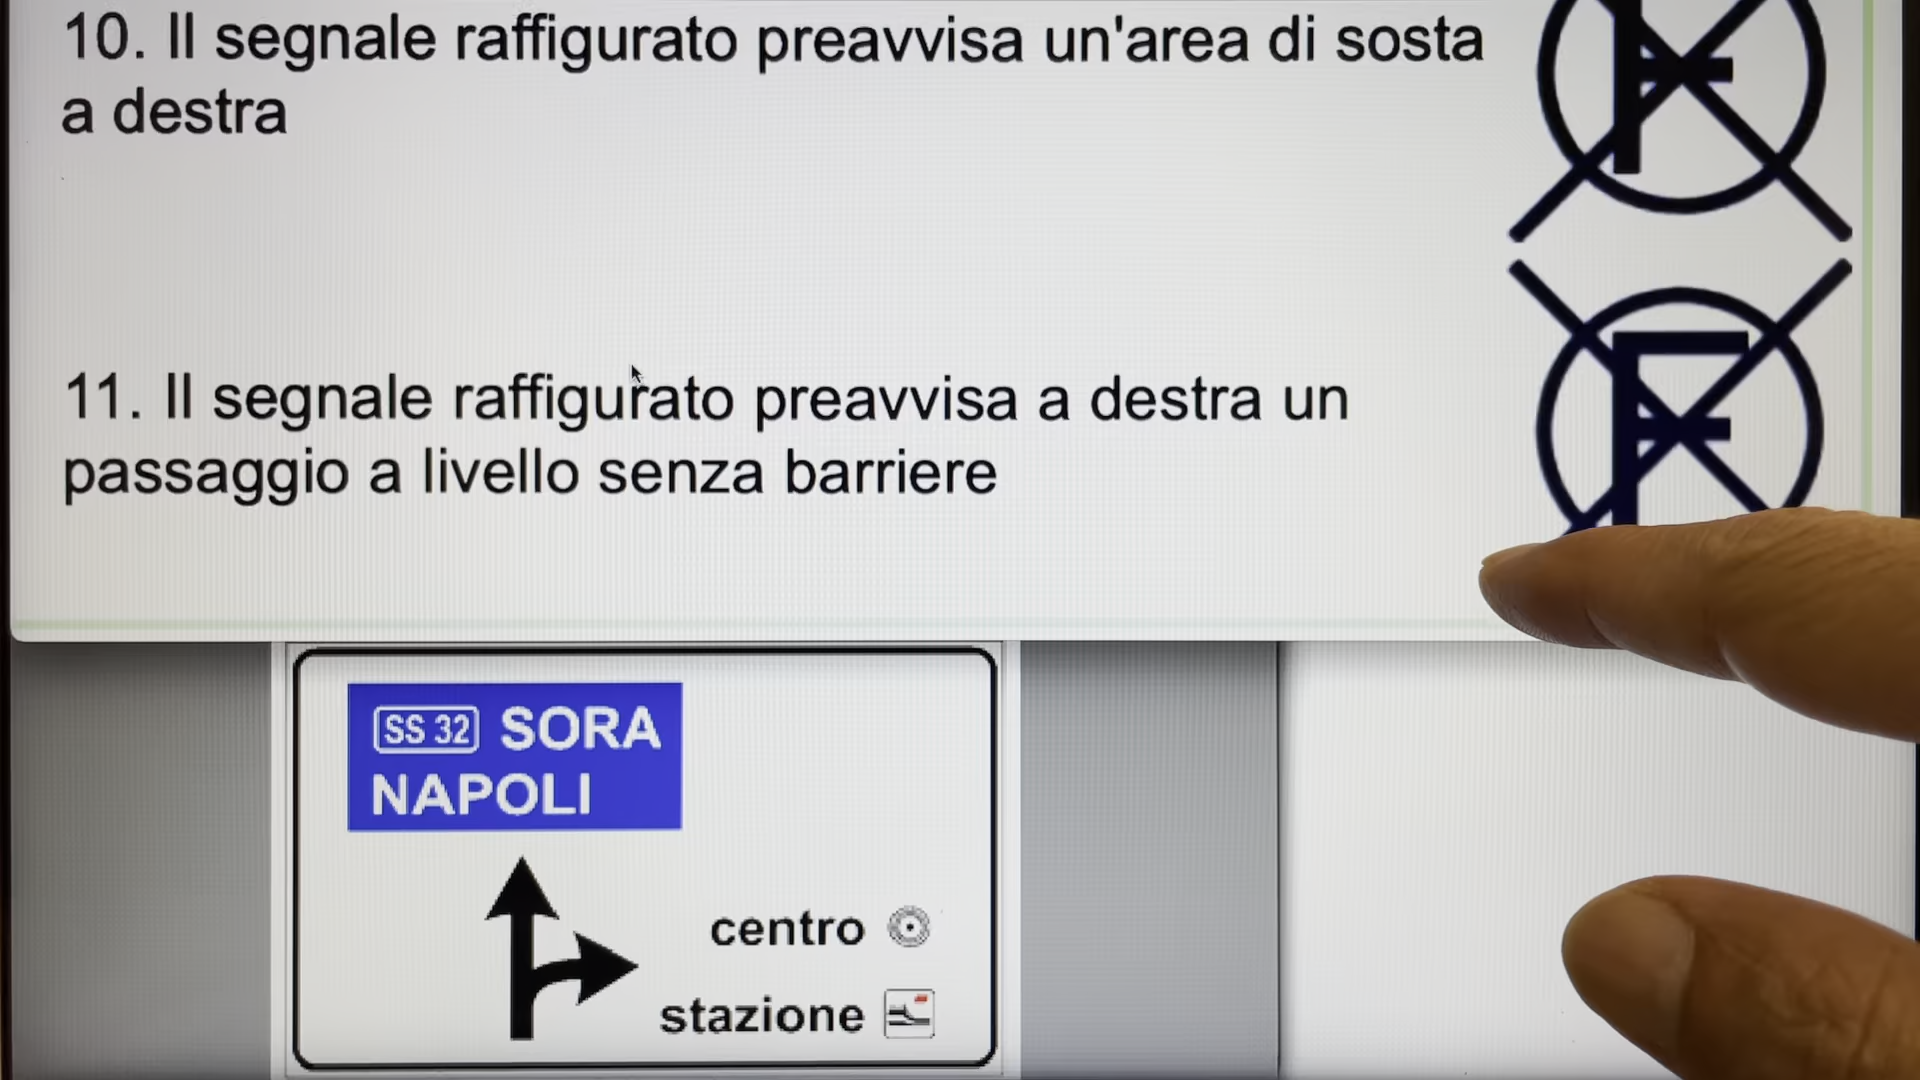 10. Il segnale raffigurato preavvisa un'area di sosta
a destra
F
11. Il segnale raffigurato preavvisa a destra un
passaggio a livello senza barriere
F
SS 32 SORA
NAPOLI
centro
stazione